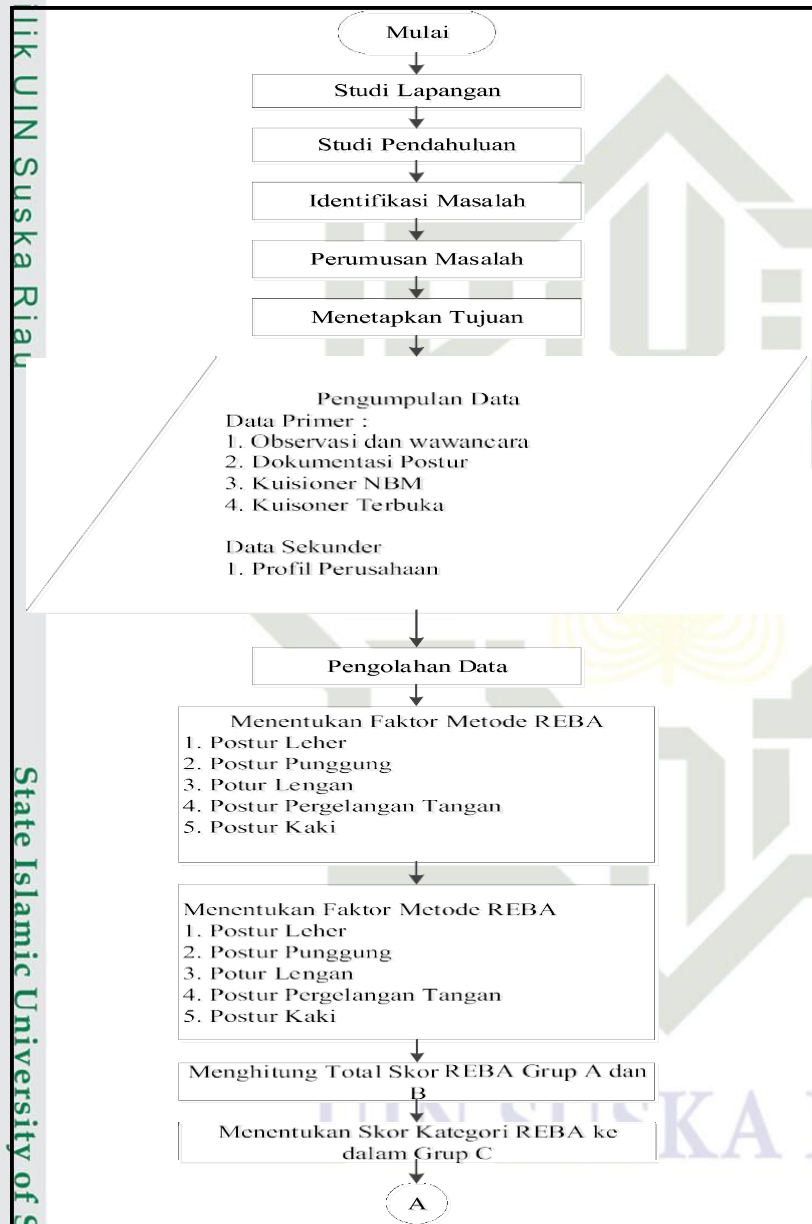 Mulai
Studi Lapangan
Studi Pendahuluan
Identifikasi Masalah
Perumusan Masalah
Menetapkan Tujuan
Pengumpulan Data
Data Primer :
1. Observasi dan wawancara
2. Dokumentasi Postur
3. Kuisioner NBM
4. Kuisoner Terbuka
Data Sekunder
1. Profil Perusahaan
Pengolahan Data
Menentukan Faktor Metode REBA
1. Postur Leher
2. Postur Punggung
3. Potur Lengan
4. Postur Pergelangan Tangan
5. Postur Kaki
Menentukan Faktor Metode REBA
1. Postur Leher
2. Postur Punggung
3. Potur Lengan
4. Postur Pergelangan Tangan
5. Postur Kaki
Menghitung Total Skor REBA Grup A dan
B
Menentukan Skor Kategori REBA ke
dalam Grup C
A
UIN Suska Riau
State Islamic University of
UIN SUSKA